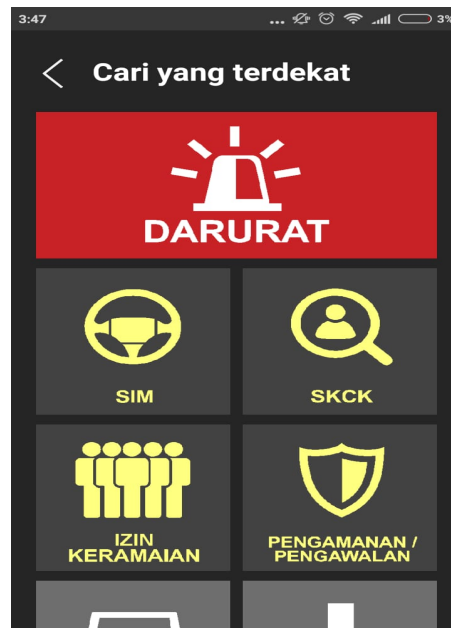 3:47 ... 3%
Cari yang terdekat
DARURAT
SIM
SKCK
IZIN
KERAMAIAN
PENGAMANAN /
PENGAWALAN